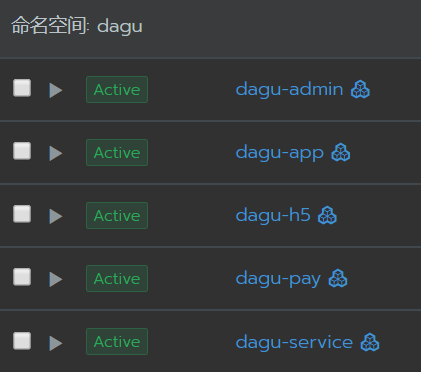 命名空间: dagu
Active dagu-admin
Active dagu-app
Active dagu-h5
Active dagu-pay
Active dagu-service